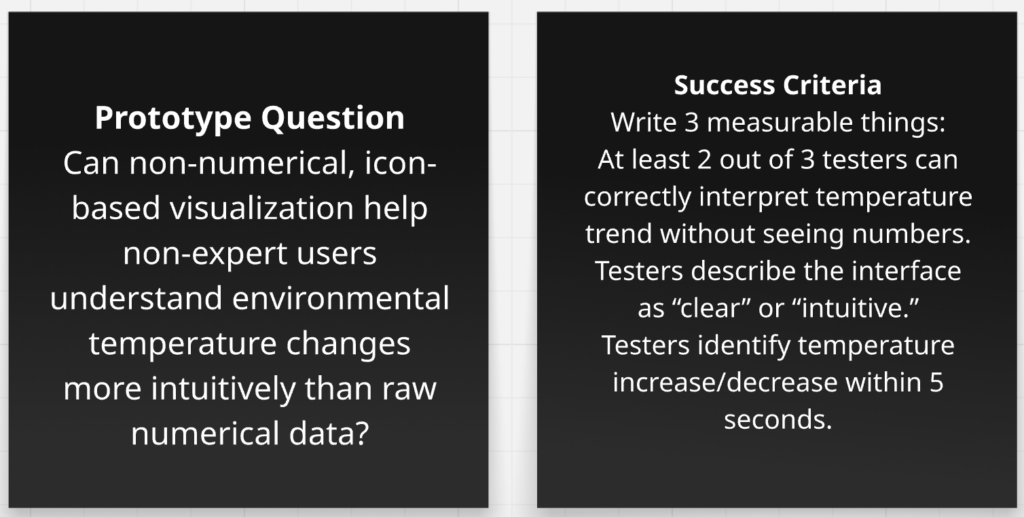 Prototype Question
Can non-numerical, icon-
based visualization help
non-expert users
understand environmental
temperature changes
more intuitively than raw
numerical data?
Success Criteria
Write 3 measurable things:
At least 2 out of 3 testers can
correctly interpret temperature
trend without seeing numbers.
Testers describe the interface
as “clear” or “intuitive.”
Testers identify temperature
increase/decrease within 5
seconds.